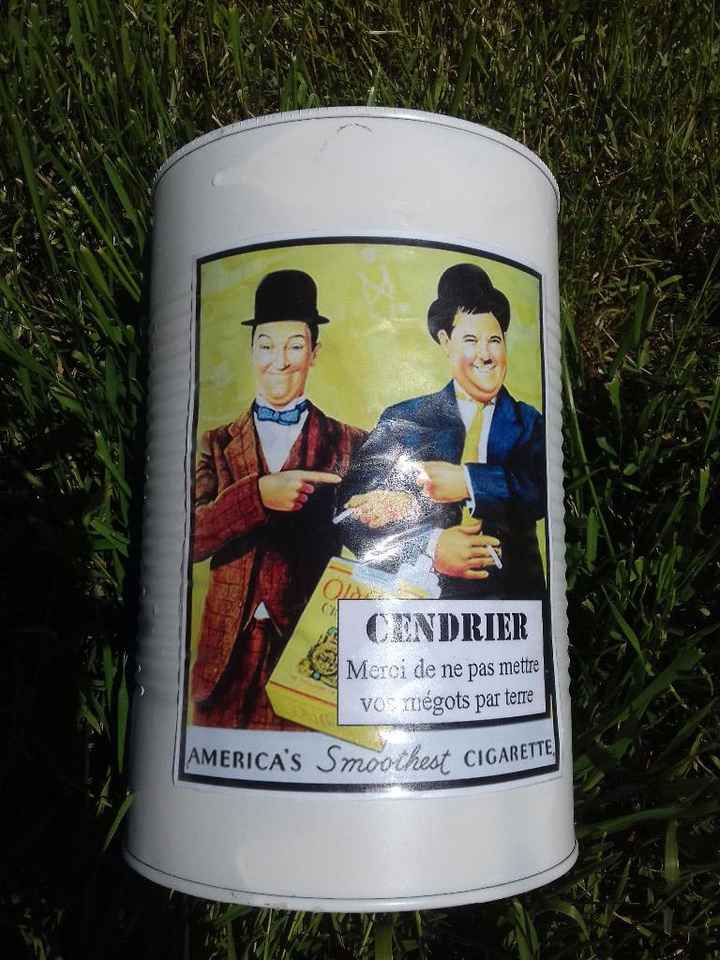 CENDRIER
Merci de ne pas mettre
vos mégots par terre
AMERICA'S Smoothest CIGARETTE